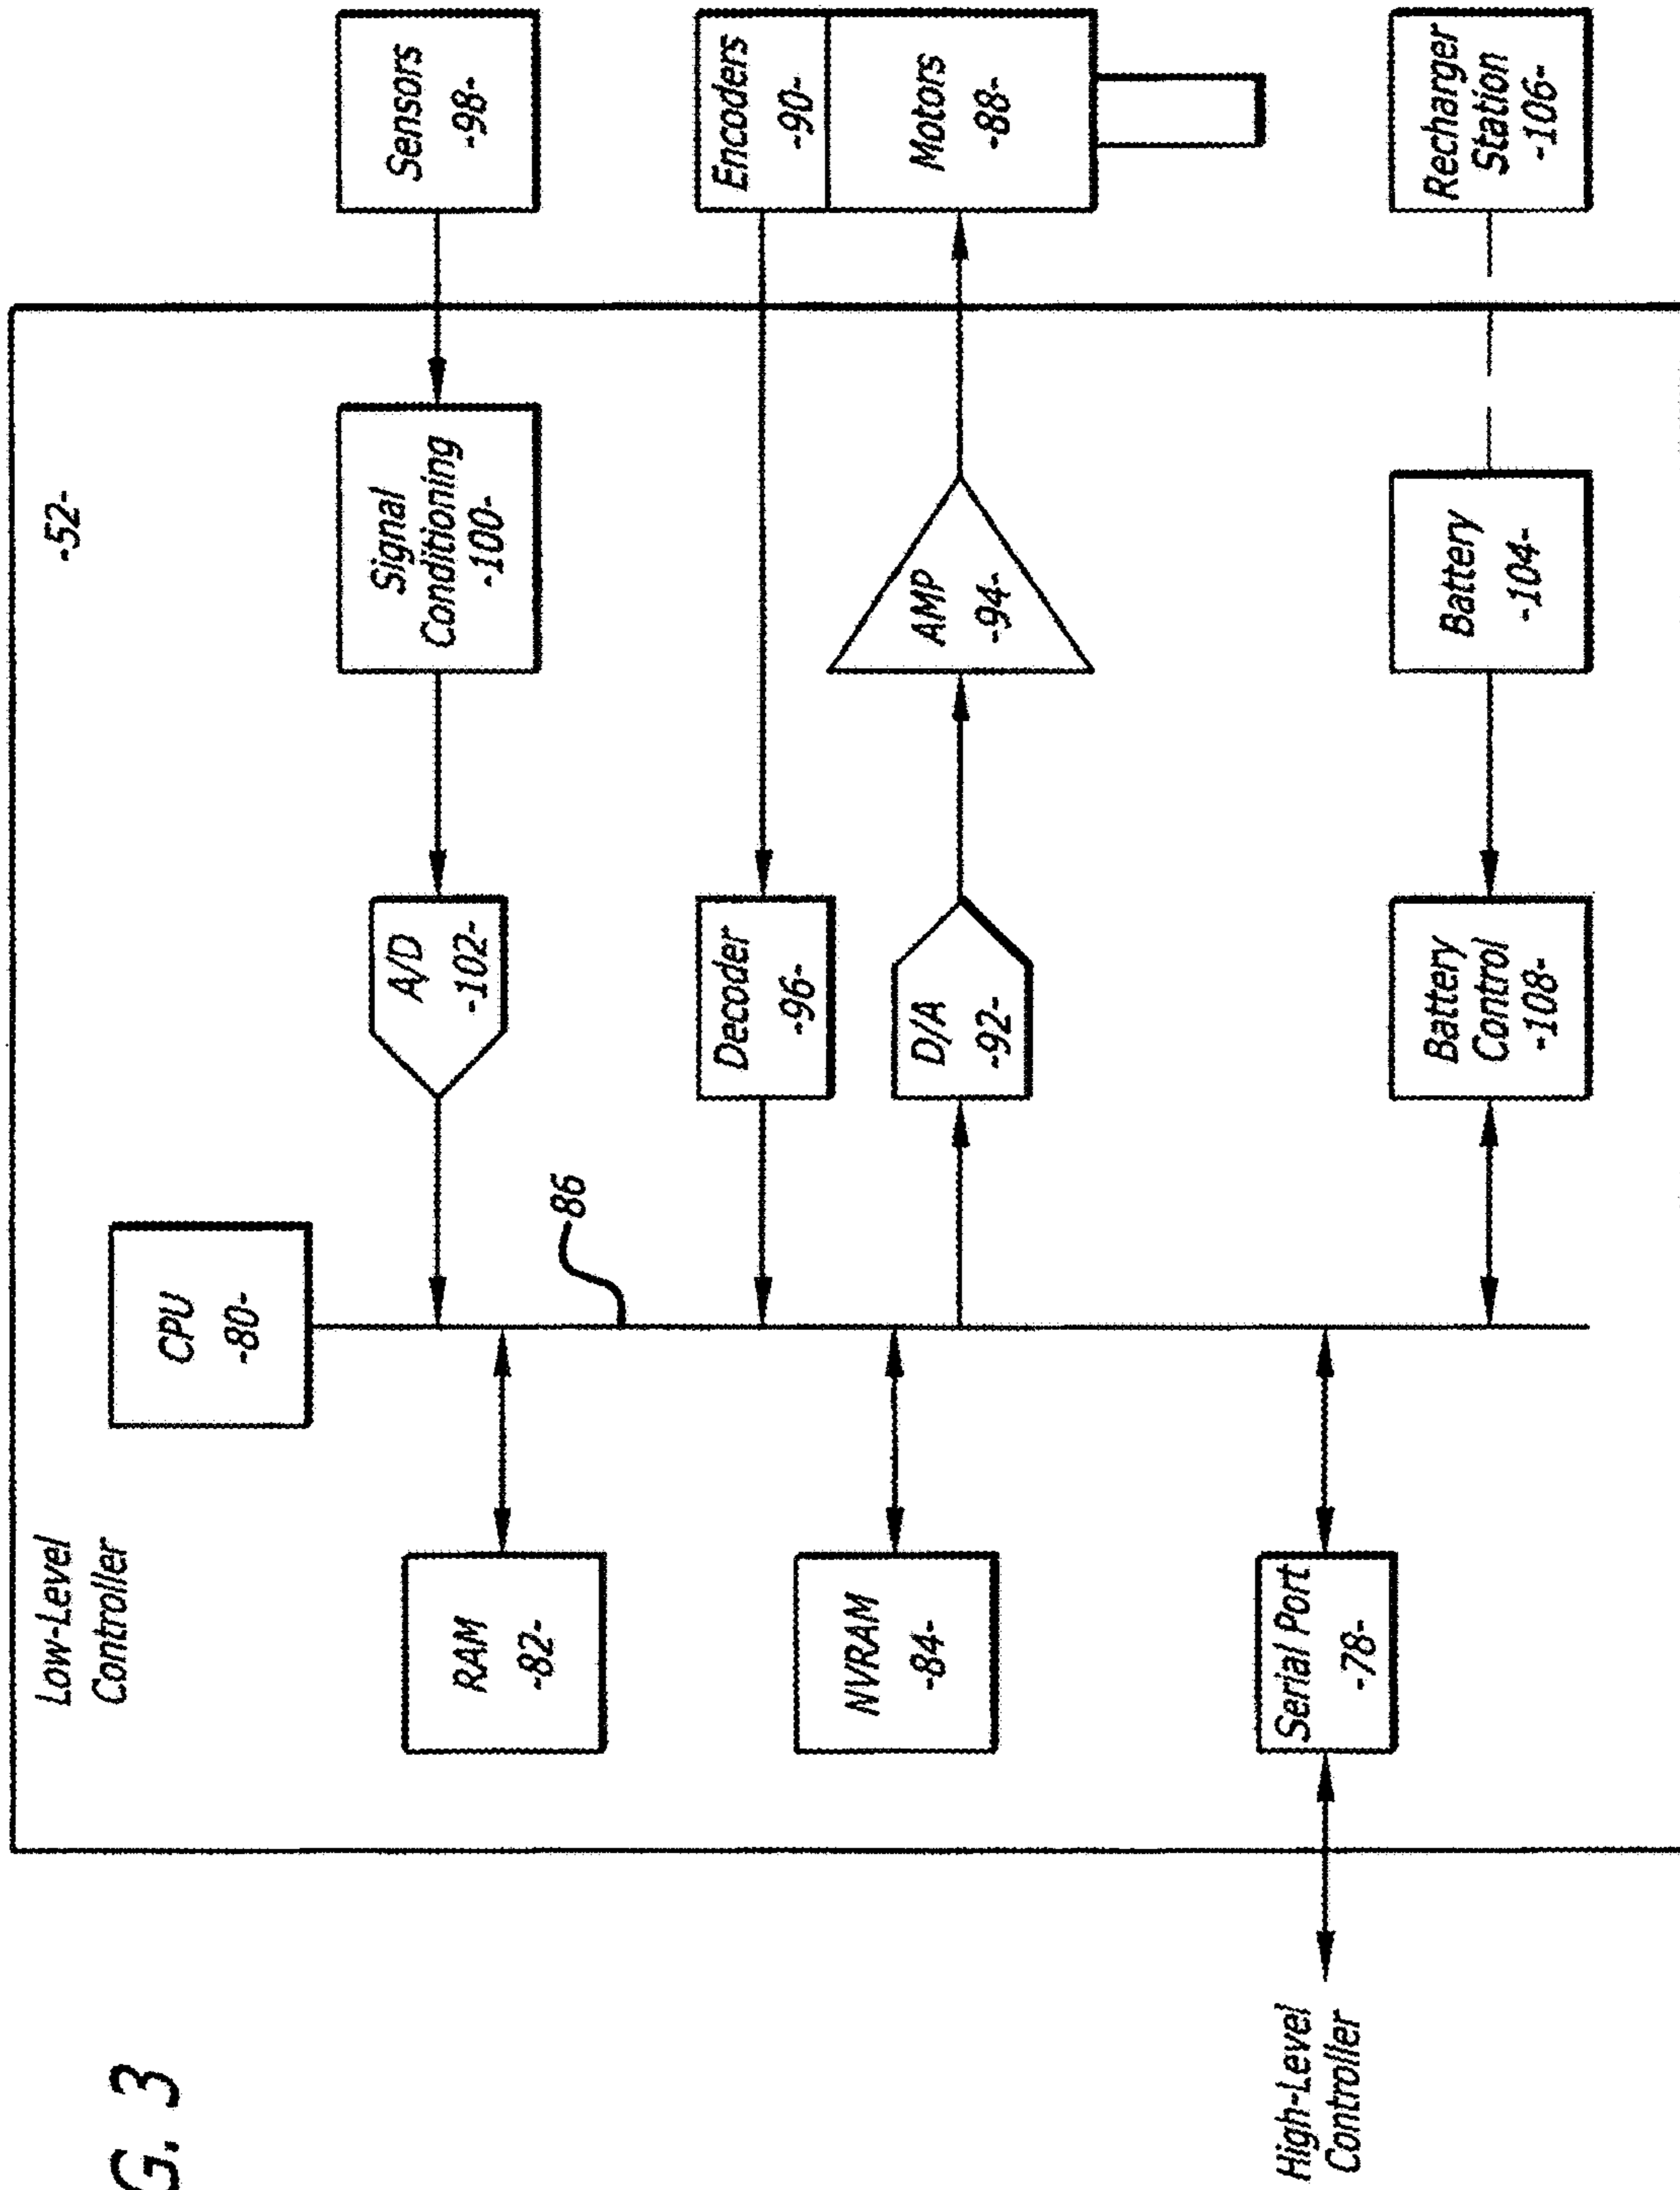 G. 3
Low-Level
Controller
-52-
CPU
-80-
Sensors
-98-
Signal
Conditioning
-100-
A/D
-102-
RAM
-82-
86
Encoders
-90-
Decoder
-96-
Motors
-88-
AMP
-94-
D/A
-92-
NVRAM
-84-
High-Level
Controller
Serial Port
-78-
Battery
Control
-108-
Battery
-104-
Recharger
Station
-106-